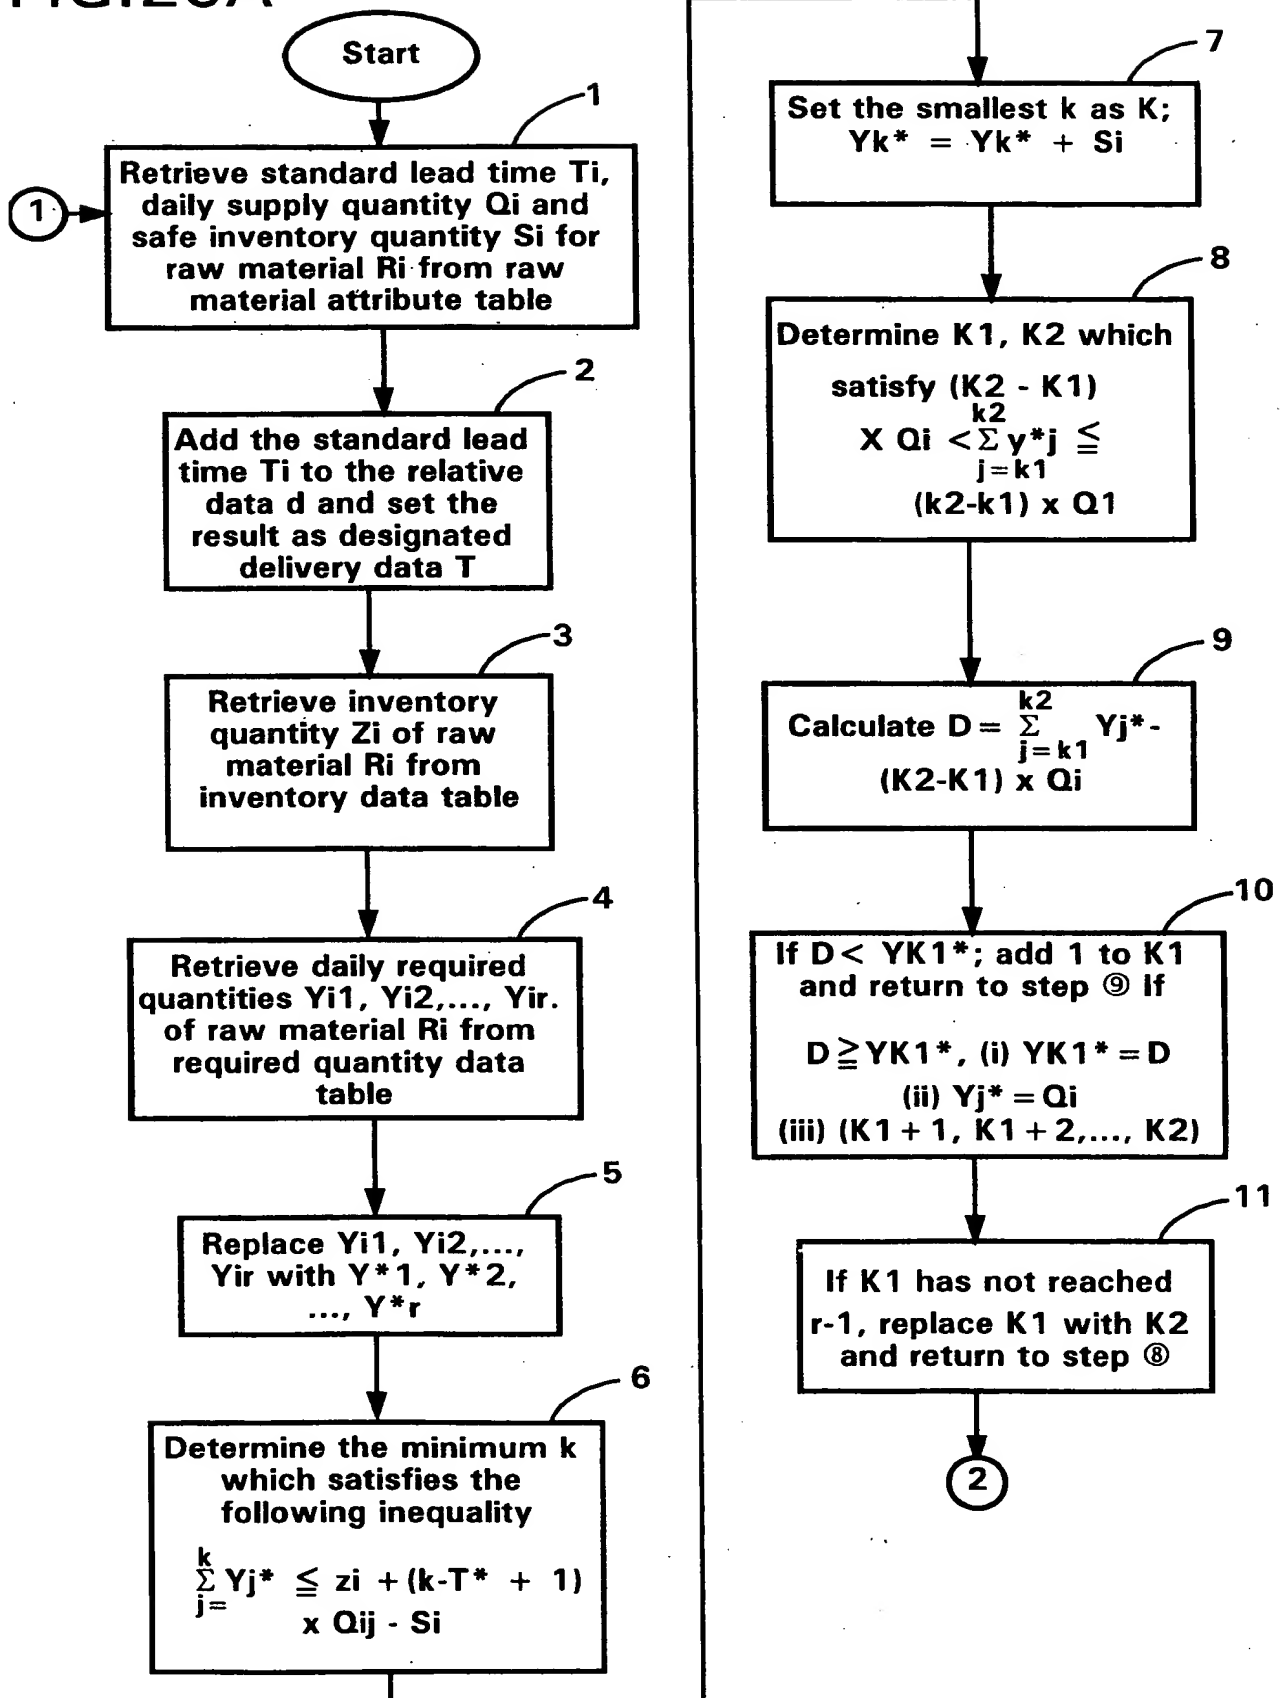 Start
1
1
Retrieve standard lead time Ti,
daily supply quantity Qi and
safe inventory quantity Si for
raw material Ri from raw
material attribute table
2
Add the standard lead
time Ti to the relative
data d and set the
result as designated
delivery data T
3
Retrieve inventory
quantity Zi of raw
material Ri from
inventory data table
4
Retrieve daily required
quantities Yi1, Yi2,..., Yir.
of raw material Ri from
required quantity data
table
5
Replace Yi1, Yi2,...,
Yir with Y*1, Y*2,
..., Y*r
6
Determine the minimum k
which satisfies the
following inequality
k
Σ Yj* ≦ zi + (k-T* + 1)
j=
x Qij - Si
7
Set the smallest k as K;
Yk* = Yk* + Si
8
Determine K1, K2 which
satisfy (K2 - K1)
k2
X Qi < Σ y*j ≦
j=k1
(k2-k1) x Q1
9
k2
Calculate D = Σ Yj* -
j=k1
(K2-K1) x Qi
10
If D < YK1*; add 1 to K1
and return to step ⑨ If
D ≧ YK1*, (i) YK1* = D
(ii) Yj* = Qi
(iii) (K1 + 1, K1 + 2,..., K2)
11
If K1 has not reached
r-1, replace K1 with K2
and return to step ⑧
2